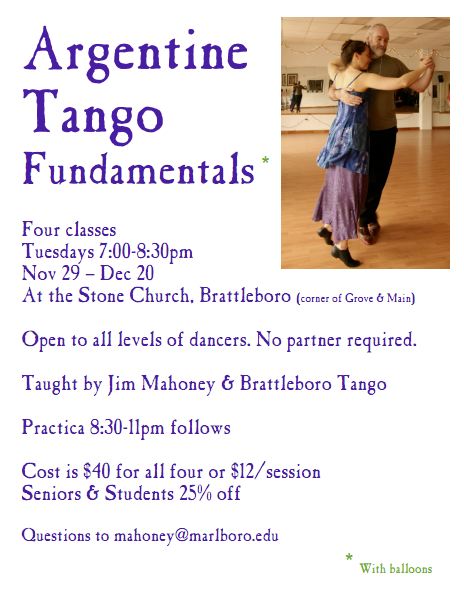 Argentine
Tango
Fundamentals *
Four classes
Tuesdays 7:00-8:30pm
Nov 29 – Dec 20
At the Stone Church, Brattleboro (corner of Grove & Main)
Open to all levels of dancers. No partner required.
Taught by Jim Mahoney & Brattleboro Tango
Practica 8:30-11pm follows
Cost is $40 for all four or $12/session
Seniors & Students 25% off
Questions to mahoney@marlboro.edu
* With balloons